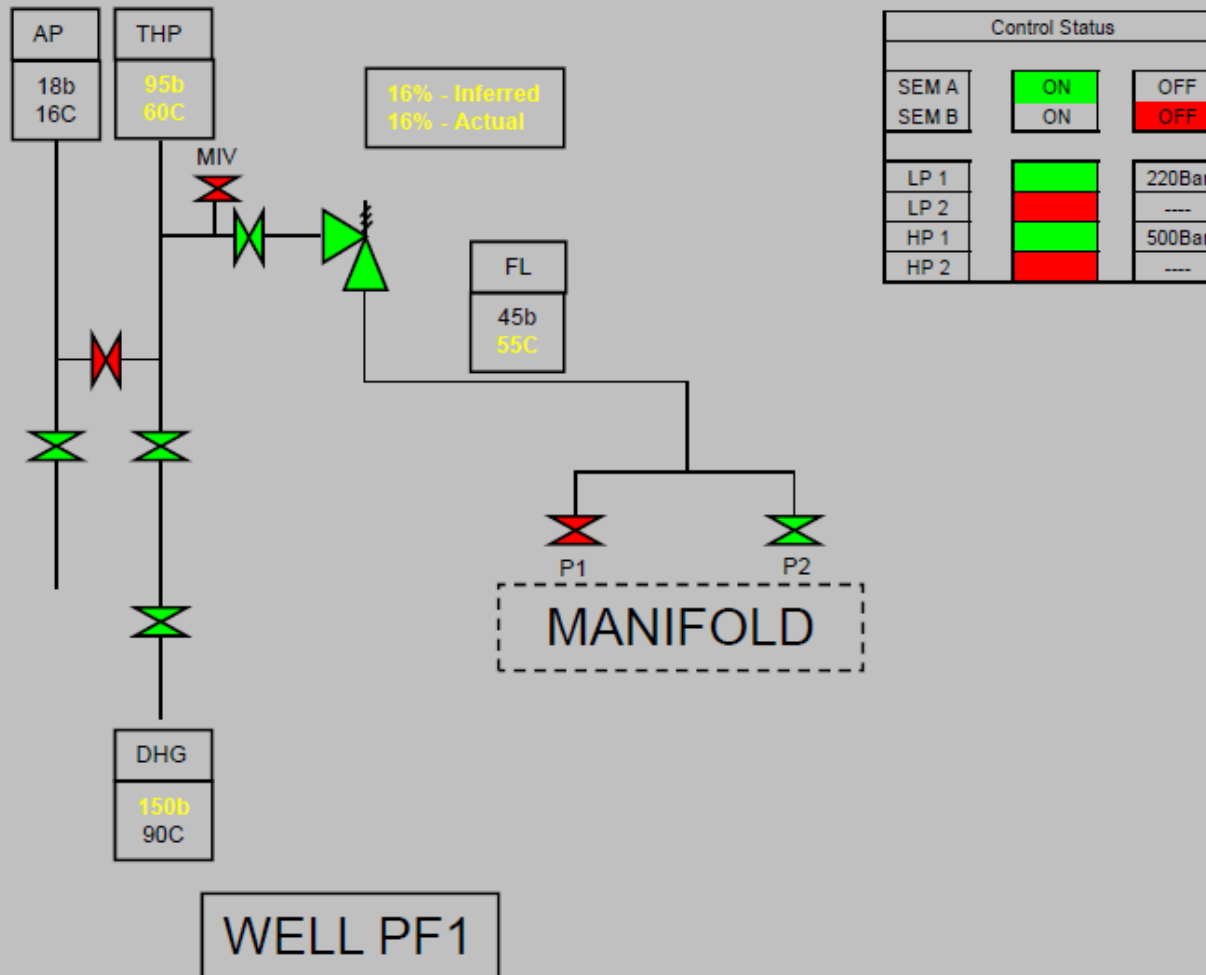 AP
18b
16C
THP
95b
60C
16% - Inferred
16% - Actual
MIV
FL
45b
55C
P1
P2
MANIFOLD
DHG
150b
90C
WELL PF1
Control Status
SEM A ON OFF
SEM B ON OFF
LP 1 220Bar
LP 2 ----
HP 1 500Bar
HP 2 ----